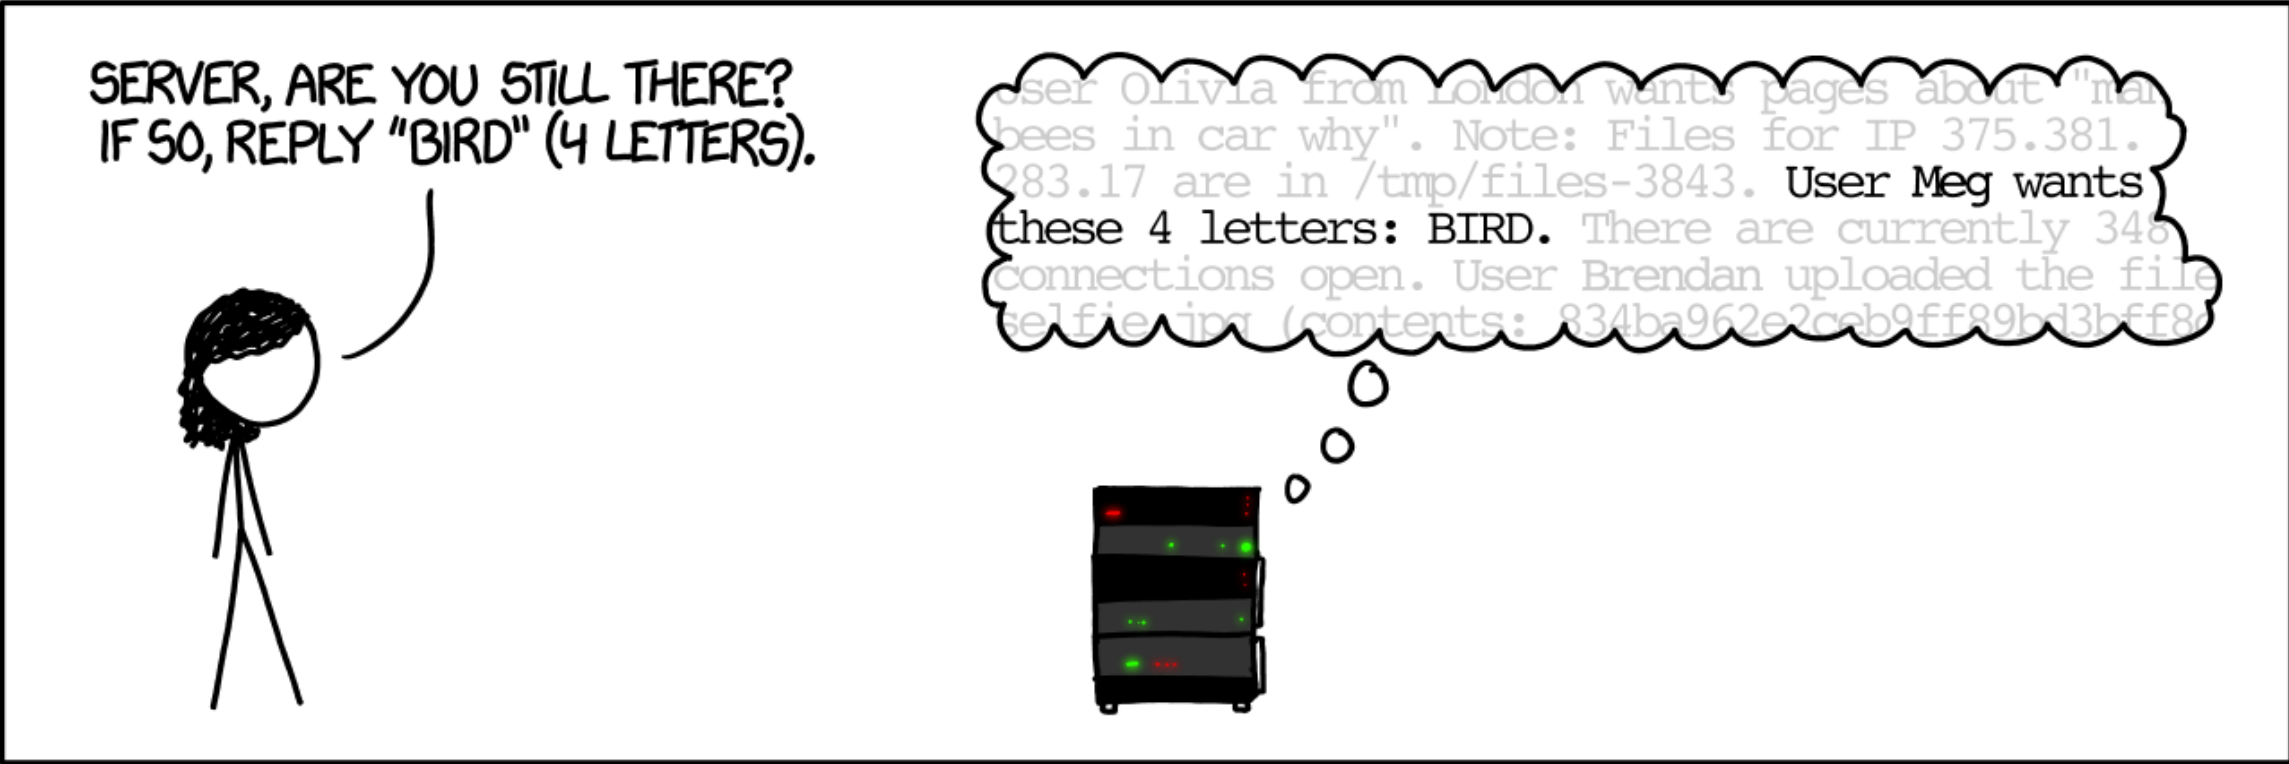 SERVER, ARE YOU STILL THERE?
IF SO, REPLY "BIRD" (4 LETTERS).
User Olivia from London wants pages about "man
bees in car why". Note: Files for IP 375.381.
283.17 are in /tmp/files-3843. User Meg wants
these 4 letters: BIRD. There are currently 348
connections open. User Brendan uploaded the file
selfie.jpg (contents: 834ba962e2ceb9ff89bd3bff8